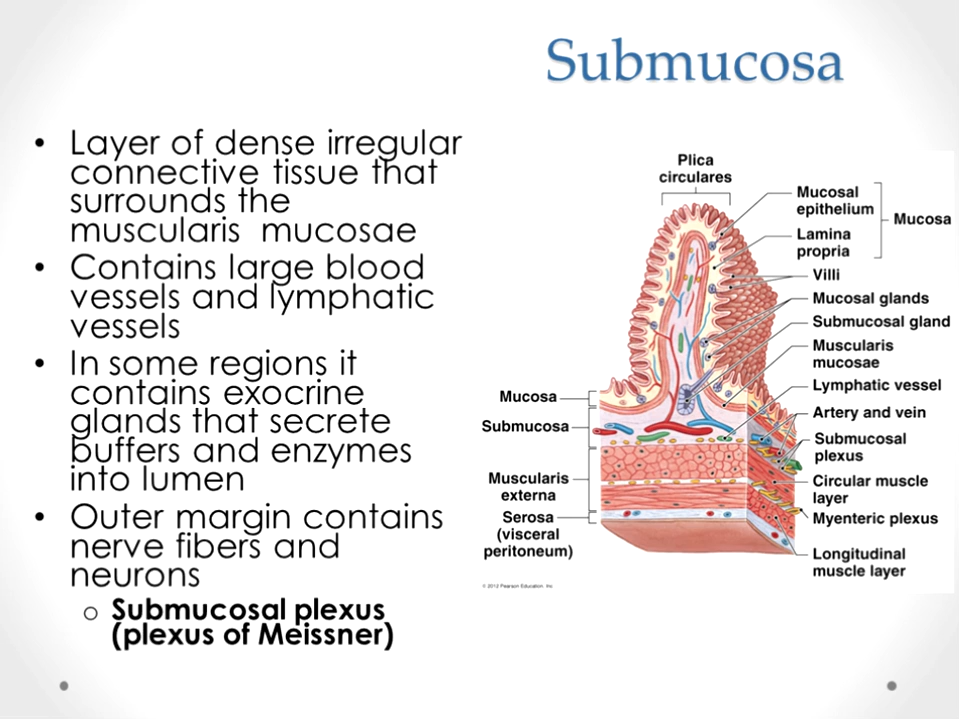 Submucosa
• Layer of dense irregular
connective tissue that
surrounds the
muscularis mucosae
• Contains large blood
vessels and lymphatic
vessels
• In some regions it
contains exocrine
glands that secrete
buffers and enzymes
into lumen
• Outer margin contains
nerve fibers and
neurons
o Submucosal plexus
(plexus of Meissner)
Plica
circulares
Mucosal
epithelium
Mucosa
Lamina
propria
Villi
Mucosal glands
Submucosal gland
Muscularis
mucosae
Lymphatic vessel
Artery and vein
Submucosal
plexus
Circular muscle
layer
Myenteric plexus
Longitudinal
muscle layer
Mucosa
Submucosa
Muscularis
externa
Serosa
(visceral
peritoneum)
© 2012 Pearson Education, Inc.